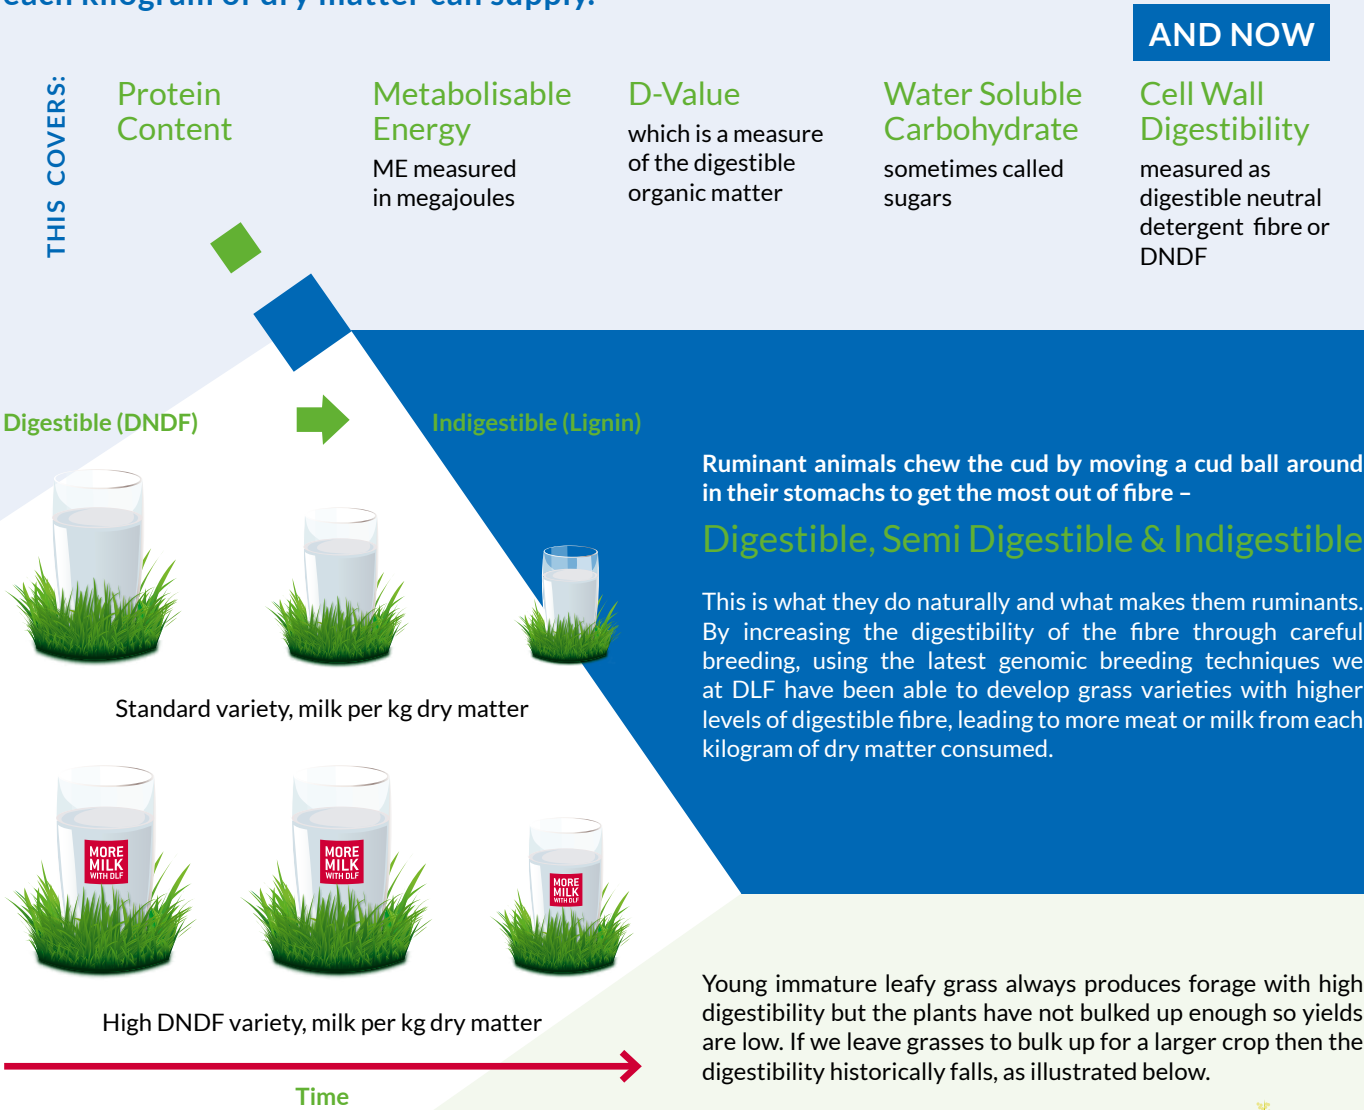 each kilogram of dry matter can supply.
AND NOW
THIS COVERS:
Protein
Content
Metabolisable
Energy
ME measured
in megajoules
D-Value
which is a measure
of the digestible
organic matter
Water Soluble
Carbohydrate
sometimes called
sugars
Cell Wall
Digestibility
measured as
digestible neutral
detergent fibre or
DNDF
Digestible (DNDF)
Indigestible (Lignin)
Standard variety, milk per kg dry matter
MORE
MILK
WITH DLF
MORE
MILK
WITH DLF
MORE
MILK
WITH DLF
High DNDF variety, milk per kg dry matter
Time
Ruminant animals chew the cud by moving a cud ball around
in their stomachs to get the most out of fibre –
Digestible, Semi Digestible & Indigestible
This is what they do naturally and what makes them ruminants.
By increasing the digestibility of the fibre through careful
breeding, using the latest genomic breeding techniques we
at DLF have been able to develop grass varieties with higher
levels of digestible fibre, leading to more meat or milk from each
kilogram of dry matter consumed.
Young immature leafy grass always produces forage with high
digestibility but the plants have not bulked up enough so yields
are low. If we leave grasses to bulk up for a larger crop then the
digestibility historically falls, as illustrated below.